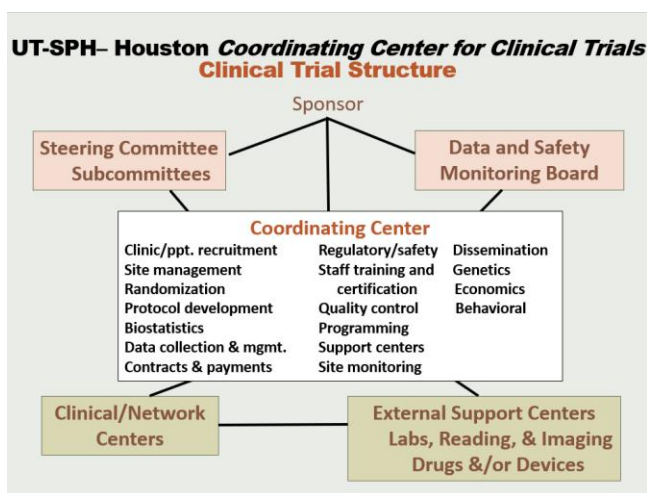 UT-SPH– Houston Coordinating Center for Clinical Trials
Clinical Trial Structure
Sponsor
Steering Committee
Subcommittees
Data and Safety
Monitoring Board
Coordinating Center
Clinic/ppt. recruitment
Site management
Randomization
Protocol development
Biostatistics
Data collection & mgmt.
Contracts & payments
Regulatory/safety
Staff training and
certification
Quality control
Programming
Support centers
Site monitoring
Dissemination
Genetics
Economics
Behavioral
Clinical/Network
Centers
External Support Centers
Labs, Reading, & Imaging
Drugs &/or Devices